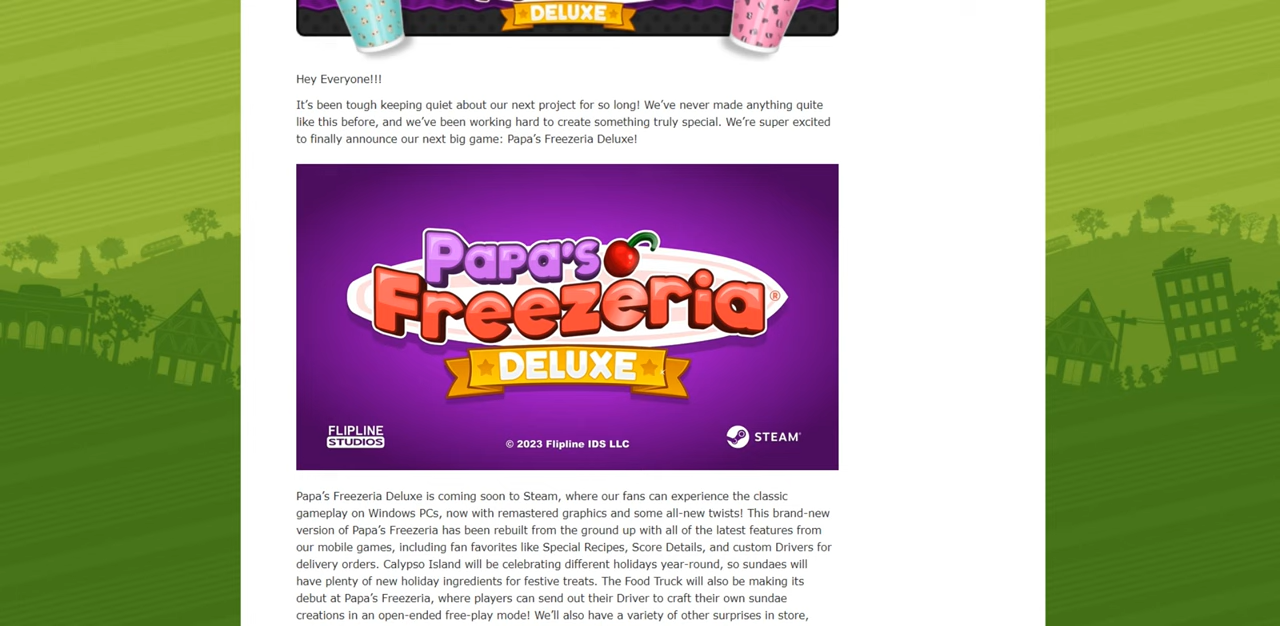 DELUXE
Hey Everyone!!!
It’s been tough keeping quiet about our next project for so long! We’ve never made anything quite
like this before, and we’ve been working hard to create something truly special. We’re super excited
to finally announce our next big game: Papa’s Freezeria Deluxe!
Papa's
Freezeria®
DELUXE
FLIPLINE
STUDIOS
© 2023 Flipline IDS LLC
STEAM®
Papa’s Freezeria Deluxe is coming soon to Steam, where our fans can experience the classic
gameplay on Windows PCs, now with remastered graphics and some all-new twists! This brand-new
version of Papa’s Freezeria has been rebuilt from the ground up with all of the latest features from
our mobile games, including fan favorites like Special Recipes, Score Details, and custom Drivers for
delivery orders. Calypso Island will be celebrating different holidays year-round, so sundaes will
have plenty of new holiday ingredients for festive treats. The Food Truck will also be making its
debut at Papa’s Freezeria, where players can send out their Driver to craft their own sundae
creations in an open-ended free-play mode! We’ll also have a variety of other surprises in store,